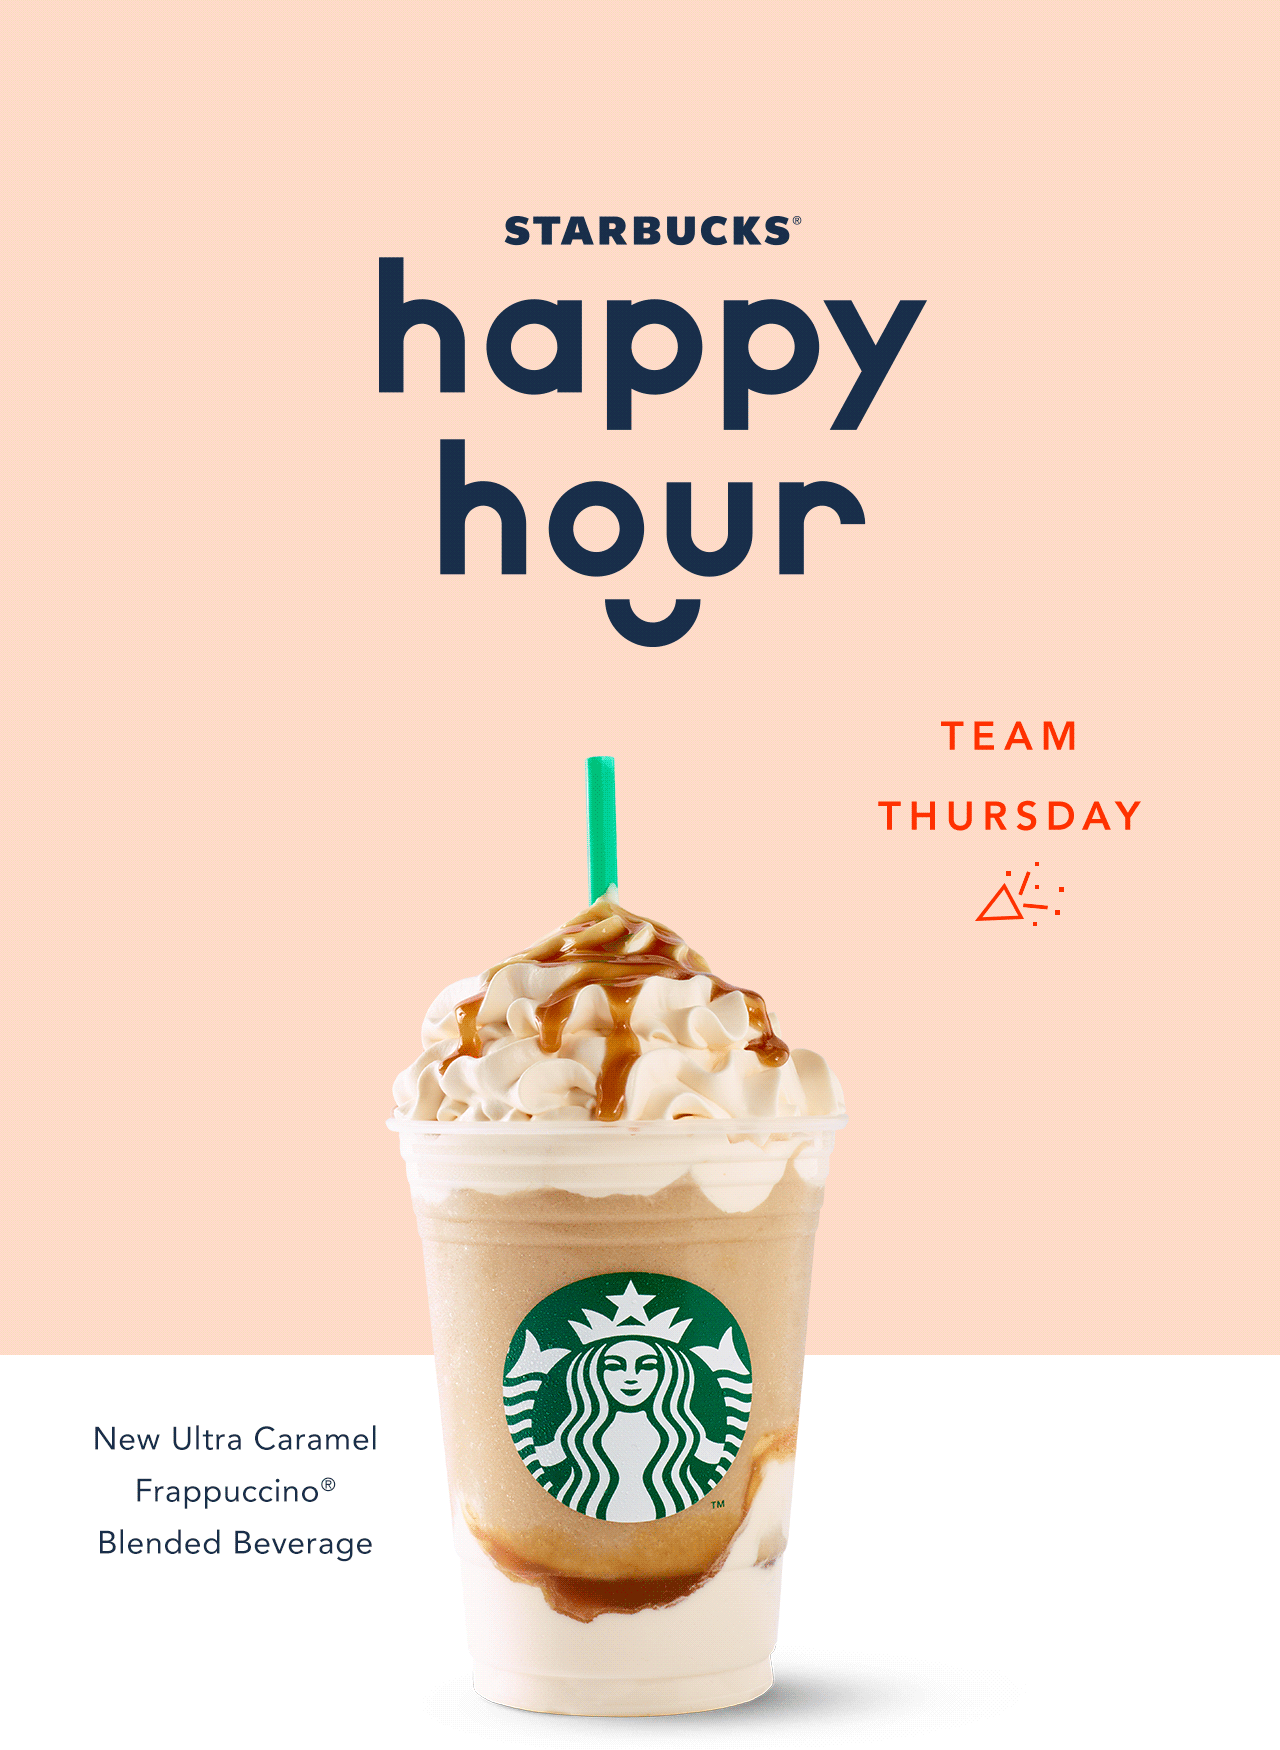 STARBUCKS®
happy
hour
TEAM
THURSDAY
New Ultra Caramel
Frappuccino®
Blended Beverage
TM